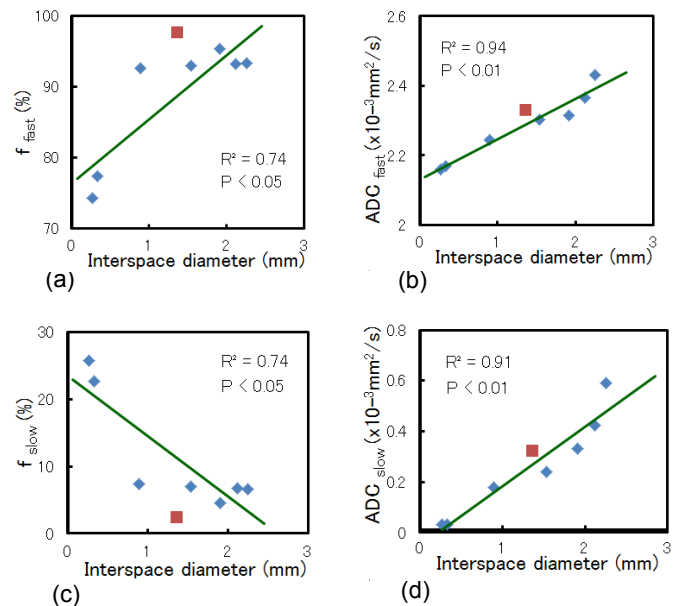 100
90
80
70
f fast (%)
R² = 0.74
P < 0.05
0 1 2 3
Interspace diameter (mm)
(a)
2.6
2.4
2.2
2
ADC fast (x10⁻³mm²/s)
R² = 0.94
P < 0.01
0 1 2 3
Interspace diameter (mm)
(b)
30
20
10
0
f slow (%)
R² = 0.74
P < 0.05
0 1 2 3
Interspace diameter (mm)
(c)
0.8
0.6
0.4
0.2
0
ADC slow (x10⁻³mm²/s)
R² = 0.91
P < 0.01
0 1 2 3
Interspace diameter (mm)
(d)